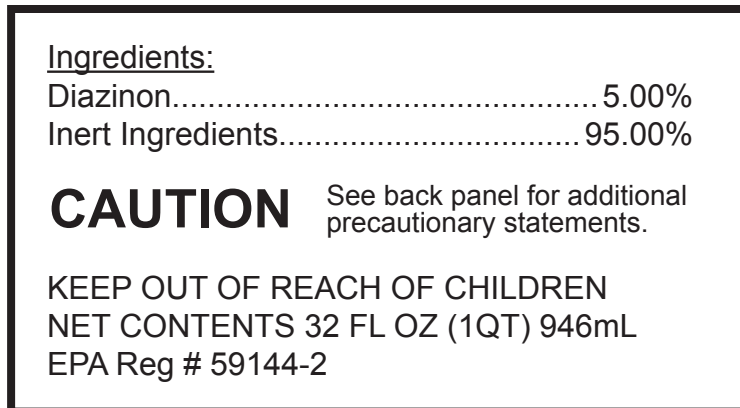 Ingredients:
Diazinon..................................................5.00%
Inert Ingredients...................................95.00%
CAUTION
See back panel for additional
precautionary statements.
KEEP OUT OF REACH OF CHILDREN
NET CONTENTS 32 FL OZ (1QT) 946mL
EPA Reg # 59144-2